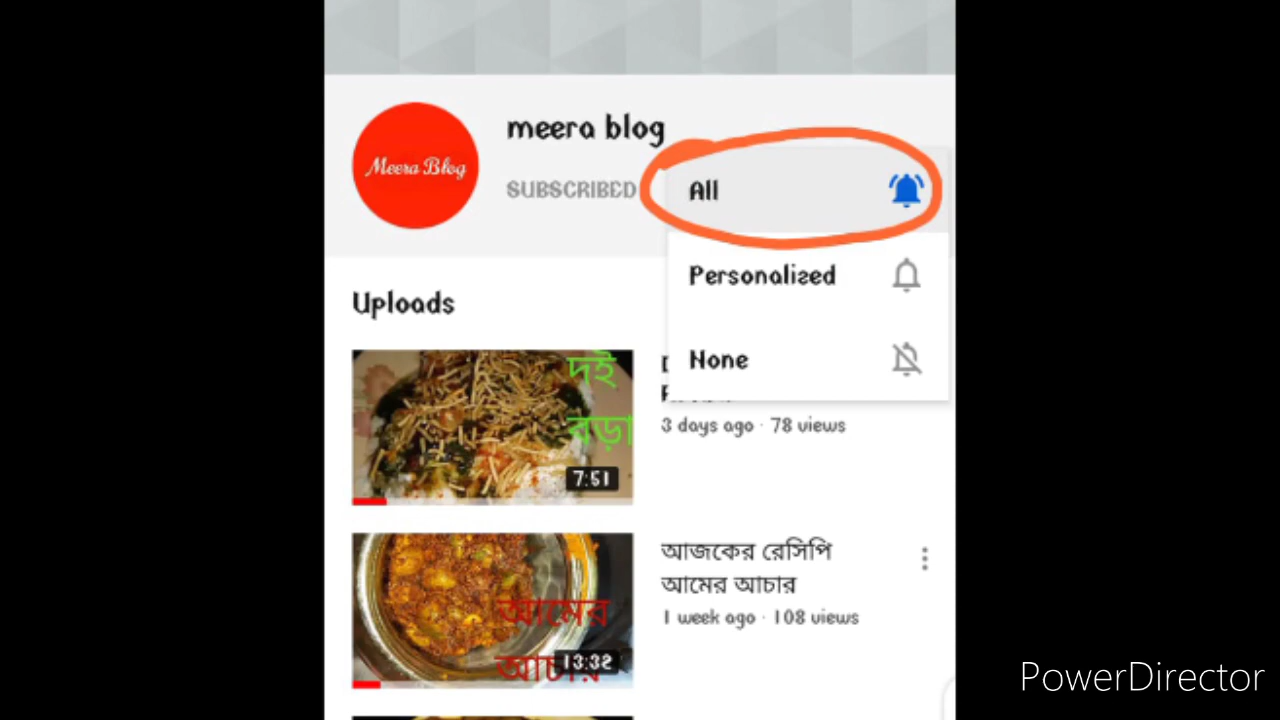 meera blog
Meera Blog
SUBSCRIBED
All
Personalized
None
Uploads
দই
বড়া
7:51
3 days ago · 78 views
আজকের রেসিপি
আমের আচার
1 week ago · 108 views
আমের
আচার
13:32
PowerDirector